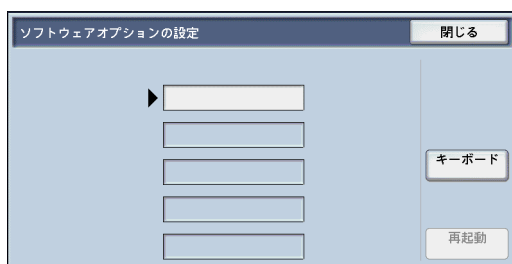 ソフトウェアオプションの設定
閉じる
キーボード
再起動